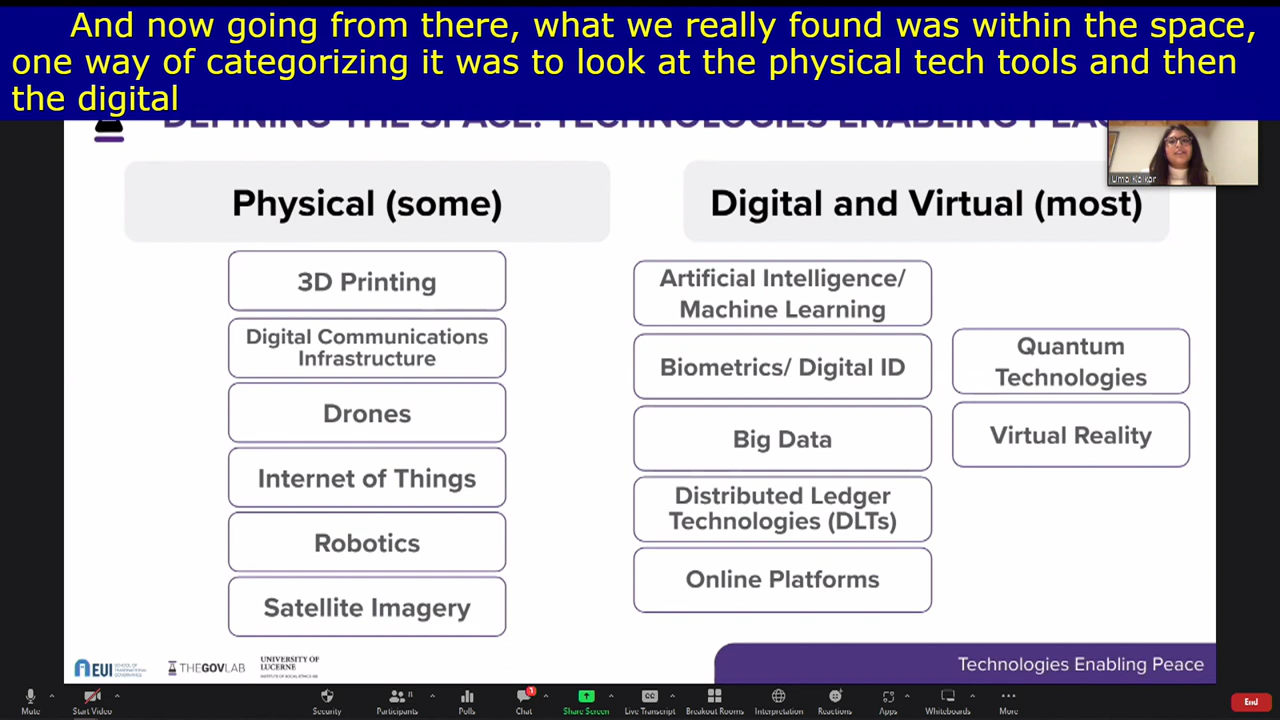 And now going from there, what we really found was within the space,
one way of categorizing it was to look at the physical tech tools and then
the digital
DEFINING THE SPACE: TECHNOLOGIES ENABLING PEACE
Uma Kalkar
Physical (some)
Digital and Virtual (most)
3D Printing
Digital Communications
Infrastructure
Drones
Internet of Things
Robotics
Satellite Imagery
Artificial Intelligence/
Machine Learning
Biometrics/ Digital ID
Big Data
Distributed Ledger
Technologies (DLTs)
Online Platforms
Quantum
Technologies
Virtual Reality
EUI
SCHOOL OF
TRANSNATIONAL
GOVERNANCE
THEGOVLAB
UNIVERSITY OF
LUCERNE
INSTITUTE OF SOCIAL ETHICS ISE
Technologies Enabling Peace
Mute
Start Video
Security
Participants
11
Polls
Chat
1
Share Screen
CC
Live Transcript
Breakout Rooms
Interpretation
Reactions
Apps
Whiteboards
More
End